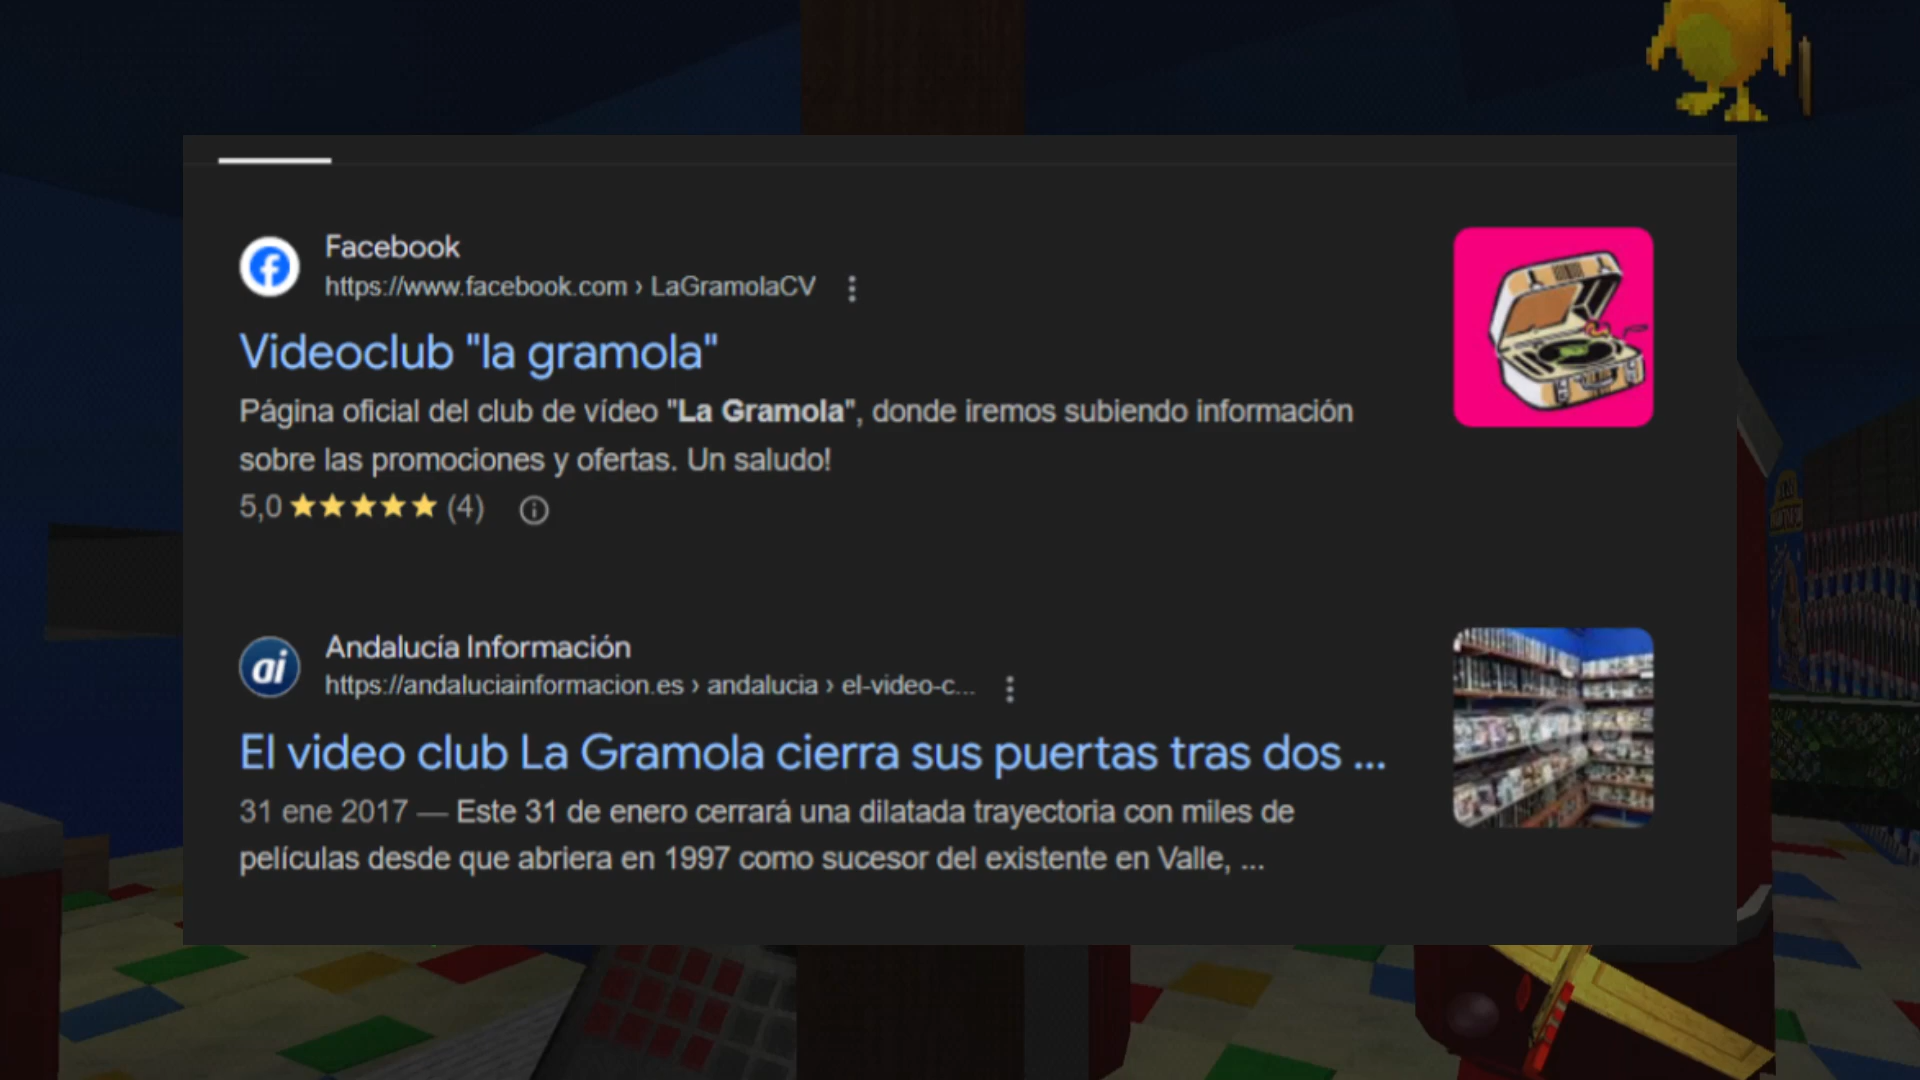 Facebook
https://www.facebook.com › LaGramolaCV
Videoclub "la gramola"
Página oficial del club de vídeo "La Gramola", donde iremos subiendo información
sobre las promociones y ofertas. Un saludo!
5,0 ★★★★★ (4)
ai
Andalucía Información
https://andaluciainformacion.es › andalucia › el-video-c...
El video club La Gramola cierra sus puertas tras dos ...
31 ene 2017 — Este 31 de enero cerrará una dilatada trayectoria con miles de
películas desde que abriera en 1997 como sucesor del existente en Valle, ...